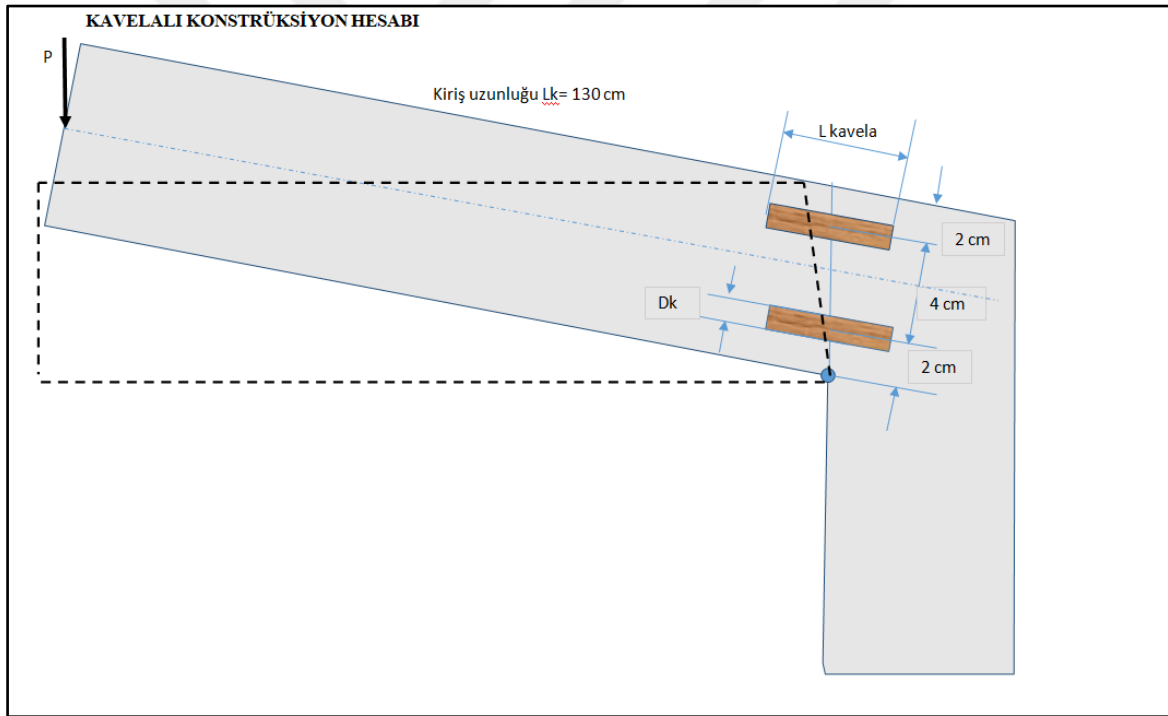 KAVELALI KONSTRÜKSİYON HESABI
P
Kiriş uzunluğu Lk= 130 cm
L kavela
2 cm
Dk
4 cm
2 cm